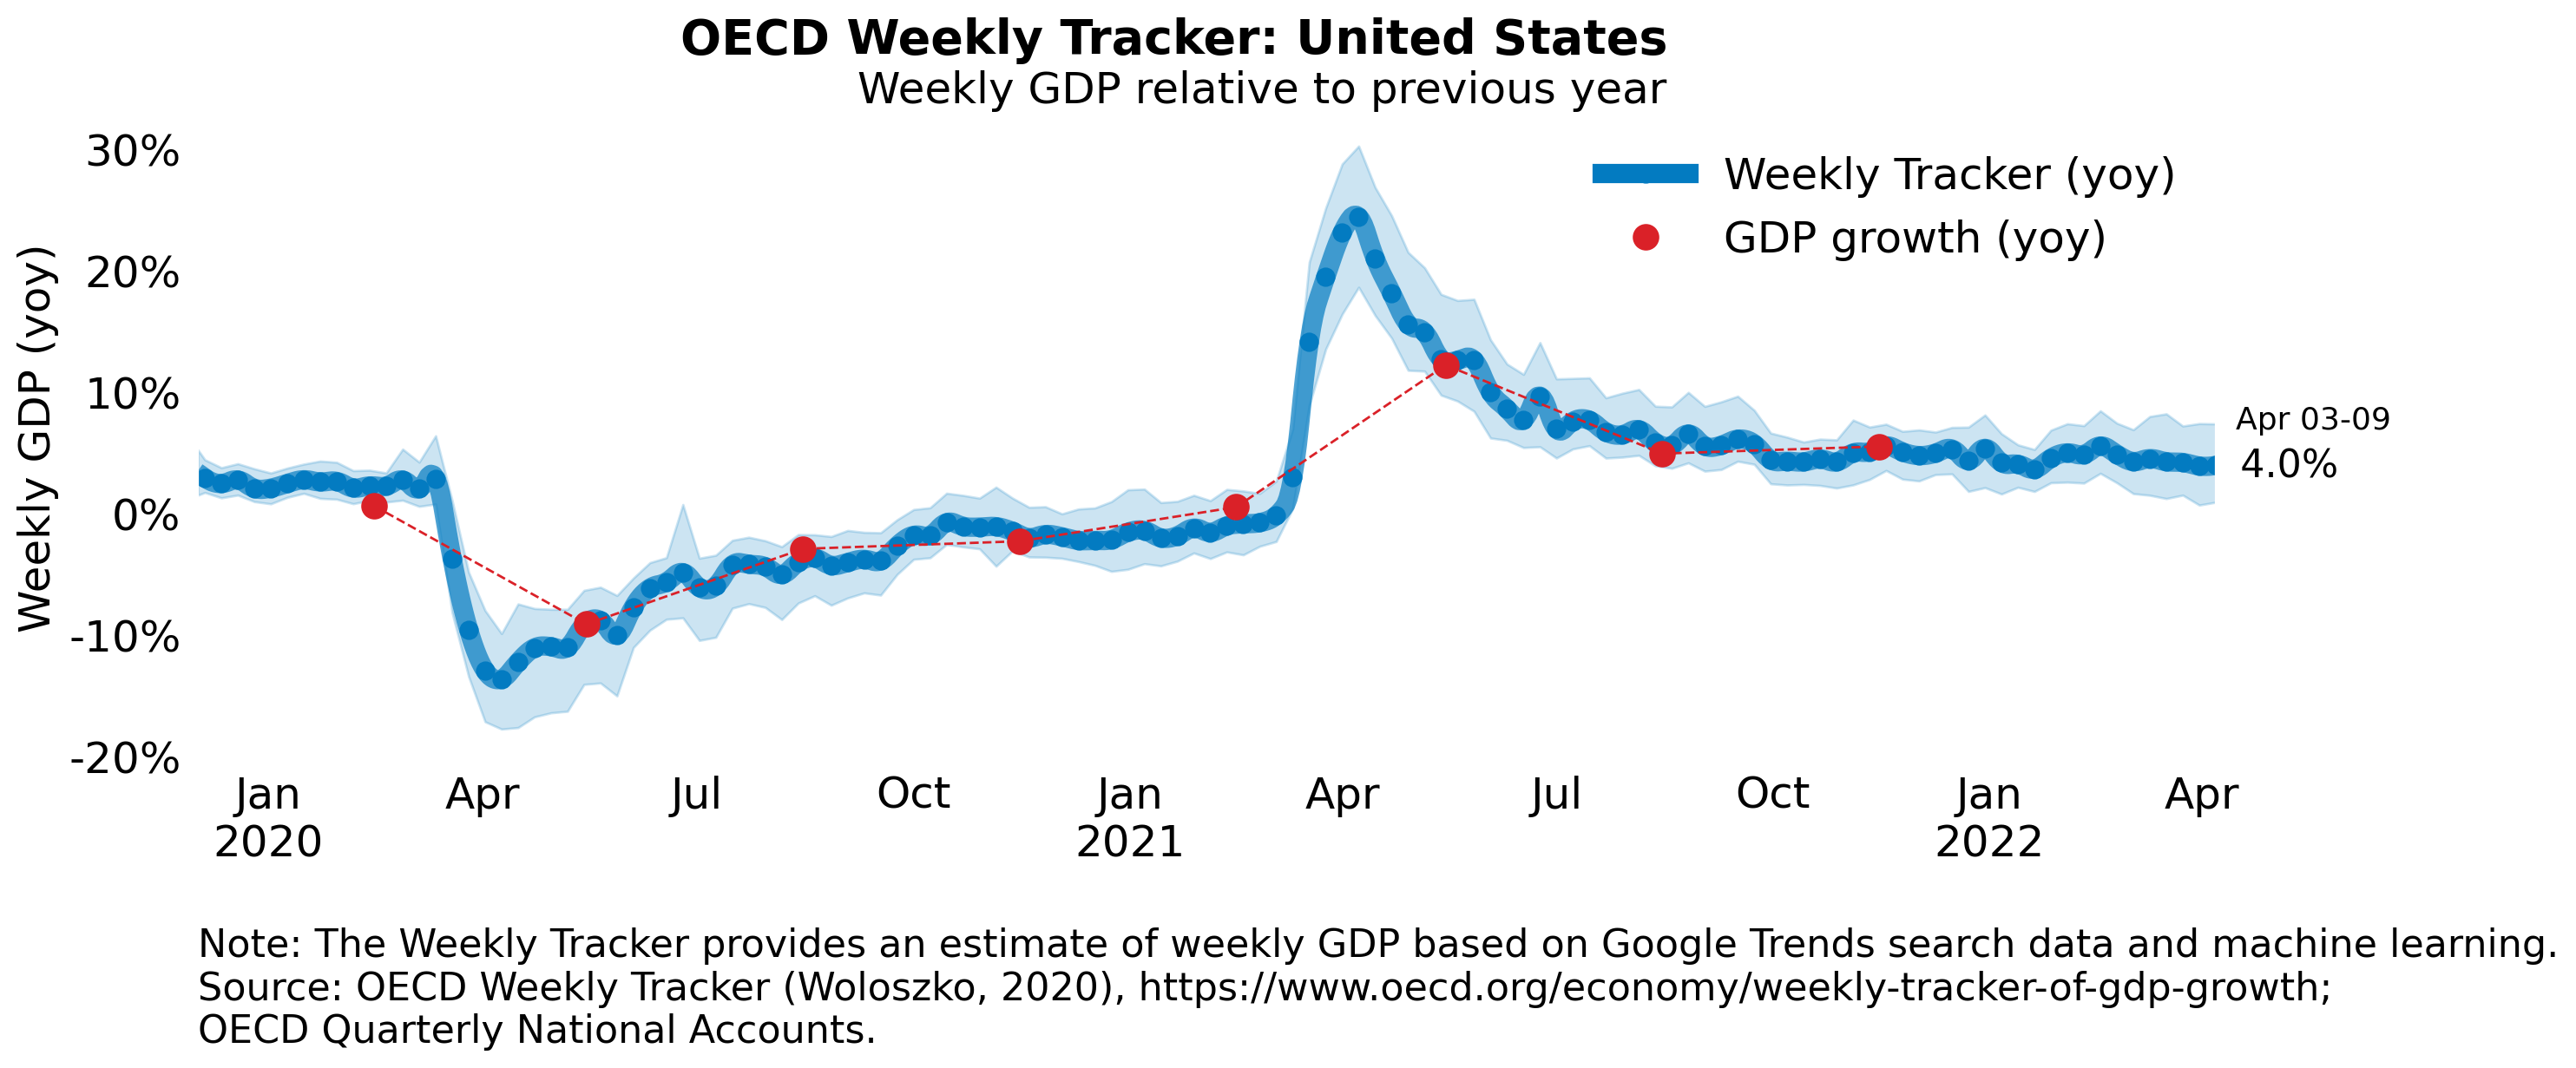 OECD Weekly Tracker: United States
Weekly GDP relative to previous year
Weekly GDP (yoy)
30%
20%
10%
0%
-10%
-20%
Weekly Tracker (yoy)
GDP growth (yoy)
Apr 03-09
4.0%
Jan Apr Jul Oct Jan Apr Jul Oct Jan Apr
2020 2021 2022
Note: The Weekly Tracker provides an estimate of weekly GDP based on Google Trends search data and machine learning.
Source: OECD Weekly Tracker (Woloszko, 2020), https://www.oecd.org/economy/weekly-tracker-of-gdp-growth;
OECD Quarterly National Accounts.